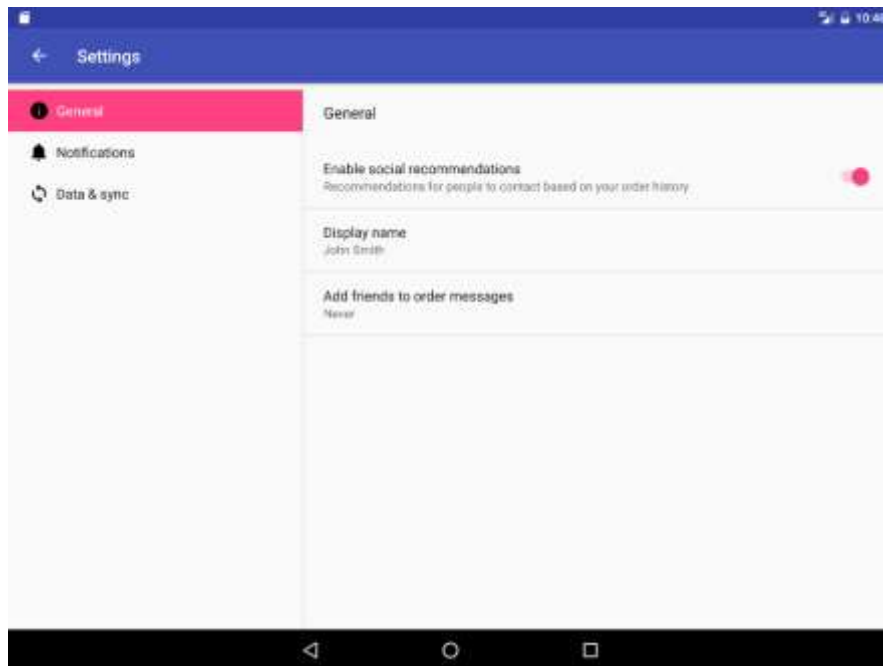 10:46
Settings
General
Notifications
Data & sync
General
Enable social recommendations
Recommendations for people to contact based on your order history
Display name
John Smith
Add friends to order messages
Never